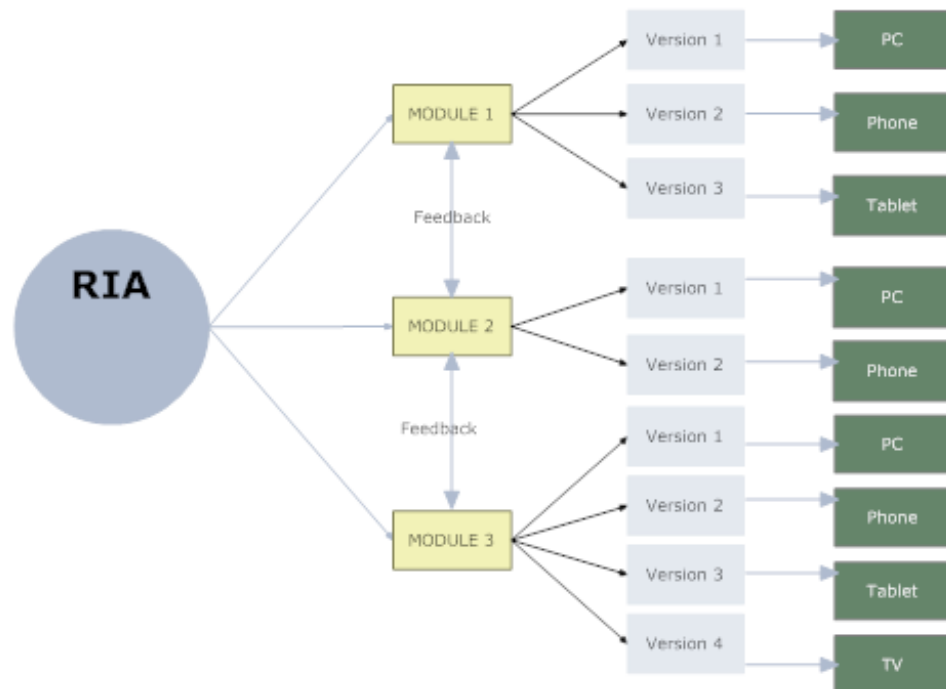 RIA
MODULE 1
Version 1
PC
Version 2
Phone
Version 3
Tablet
Feedback
MODULE 2
Version 1
PC
Version 2
Phone
Feedback
MODULE 3
Version 1
PC
Version 2
Phone
Version 3
Tablet
Version 4
TV